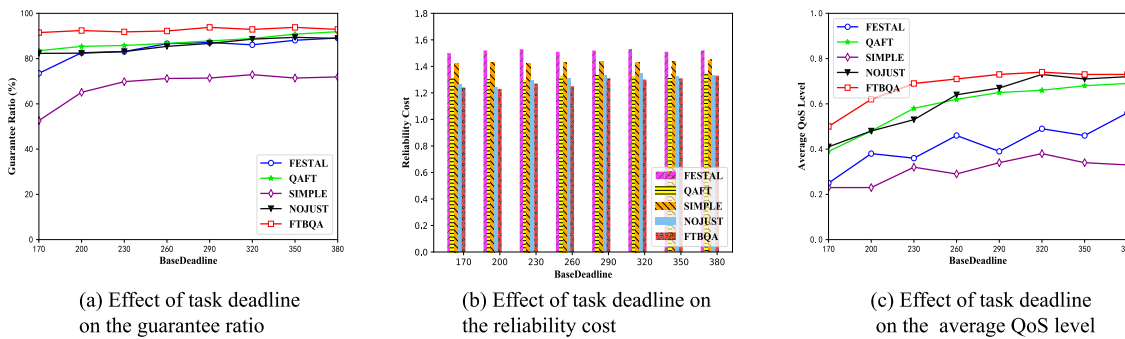 100
80
60
40
20
0
Guarantee Ratio (%)
FESTAL
QAFT
SIMPLE
NOJUST
FTBQA
170 200 230 260 290 320 350 380
BaseDeadline
(a) Effect of task deadline
on the guarantee ratio
1.8
1.6
1.4
1.2
1.0
0.8
0.6
0.4
0.2
0.0
Reliability Cost
FESTAL
QAFT
SIMPLE
NOJUST
FTBQA
170 200 230 260 290 320 350 380
BaseDeadline
(b) Effect of task deadline on
the reliability cost
1.0
0.8
0.6
0.4
0.2
0.0
Average QoS Level
FESTAL
QAFT
SIMPLE
NOJUST
FTBQA
170 200 230 260 290 320 350 380
BaseDeadline
(c) Effect of task deadline
on the average QoS level